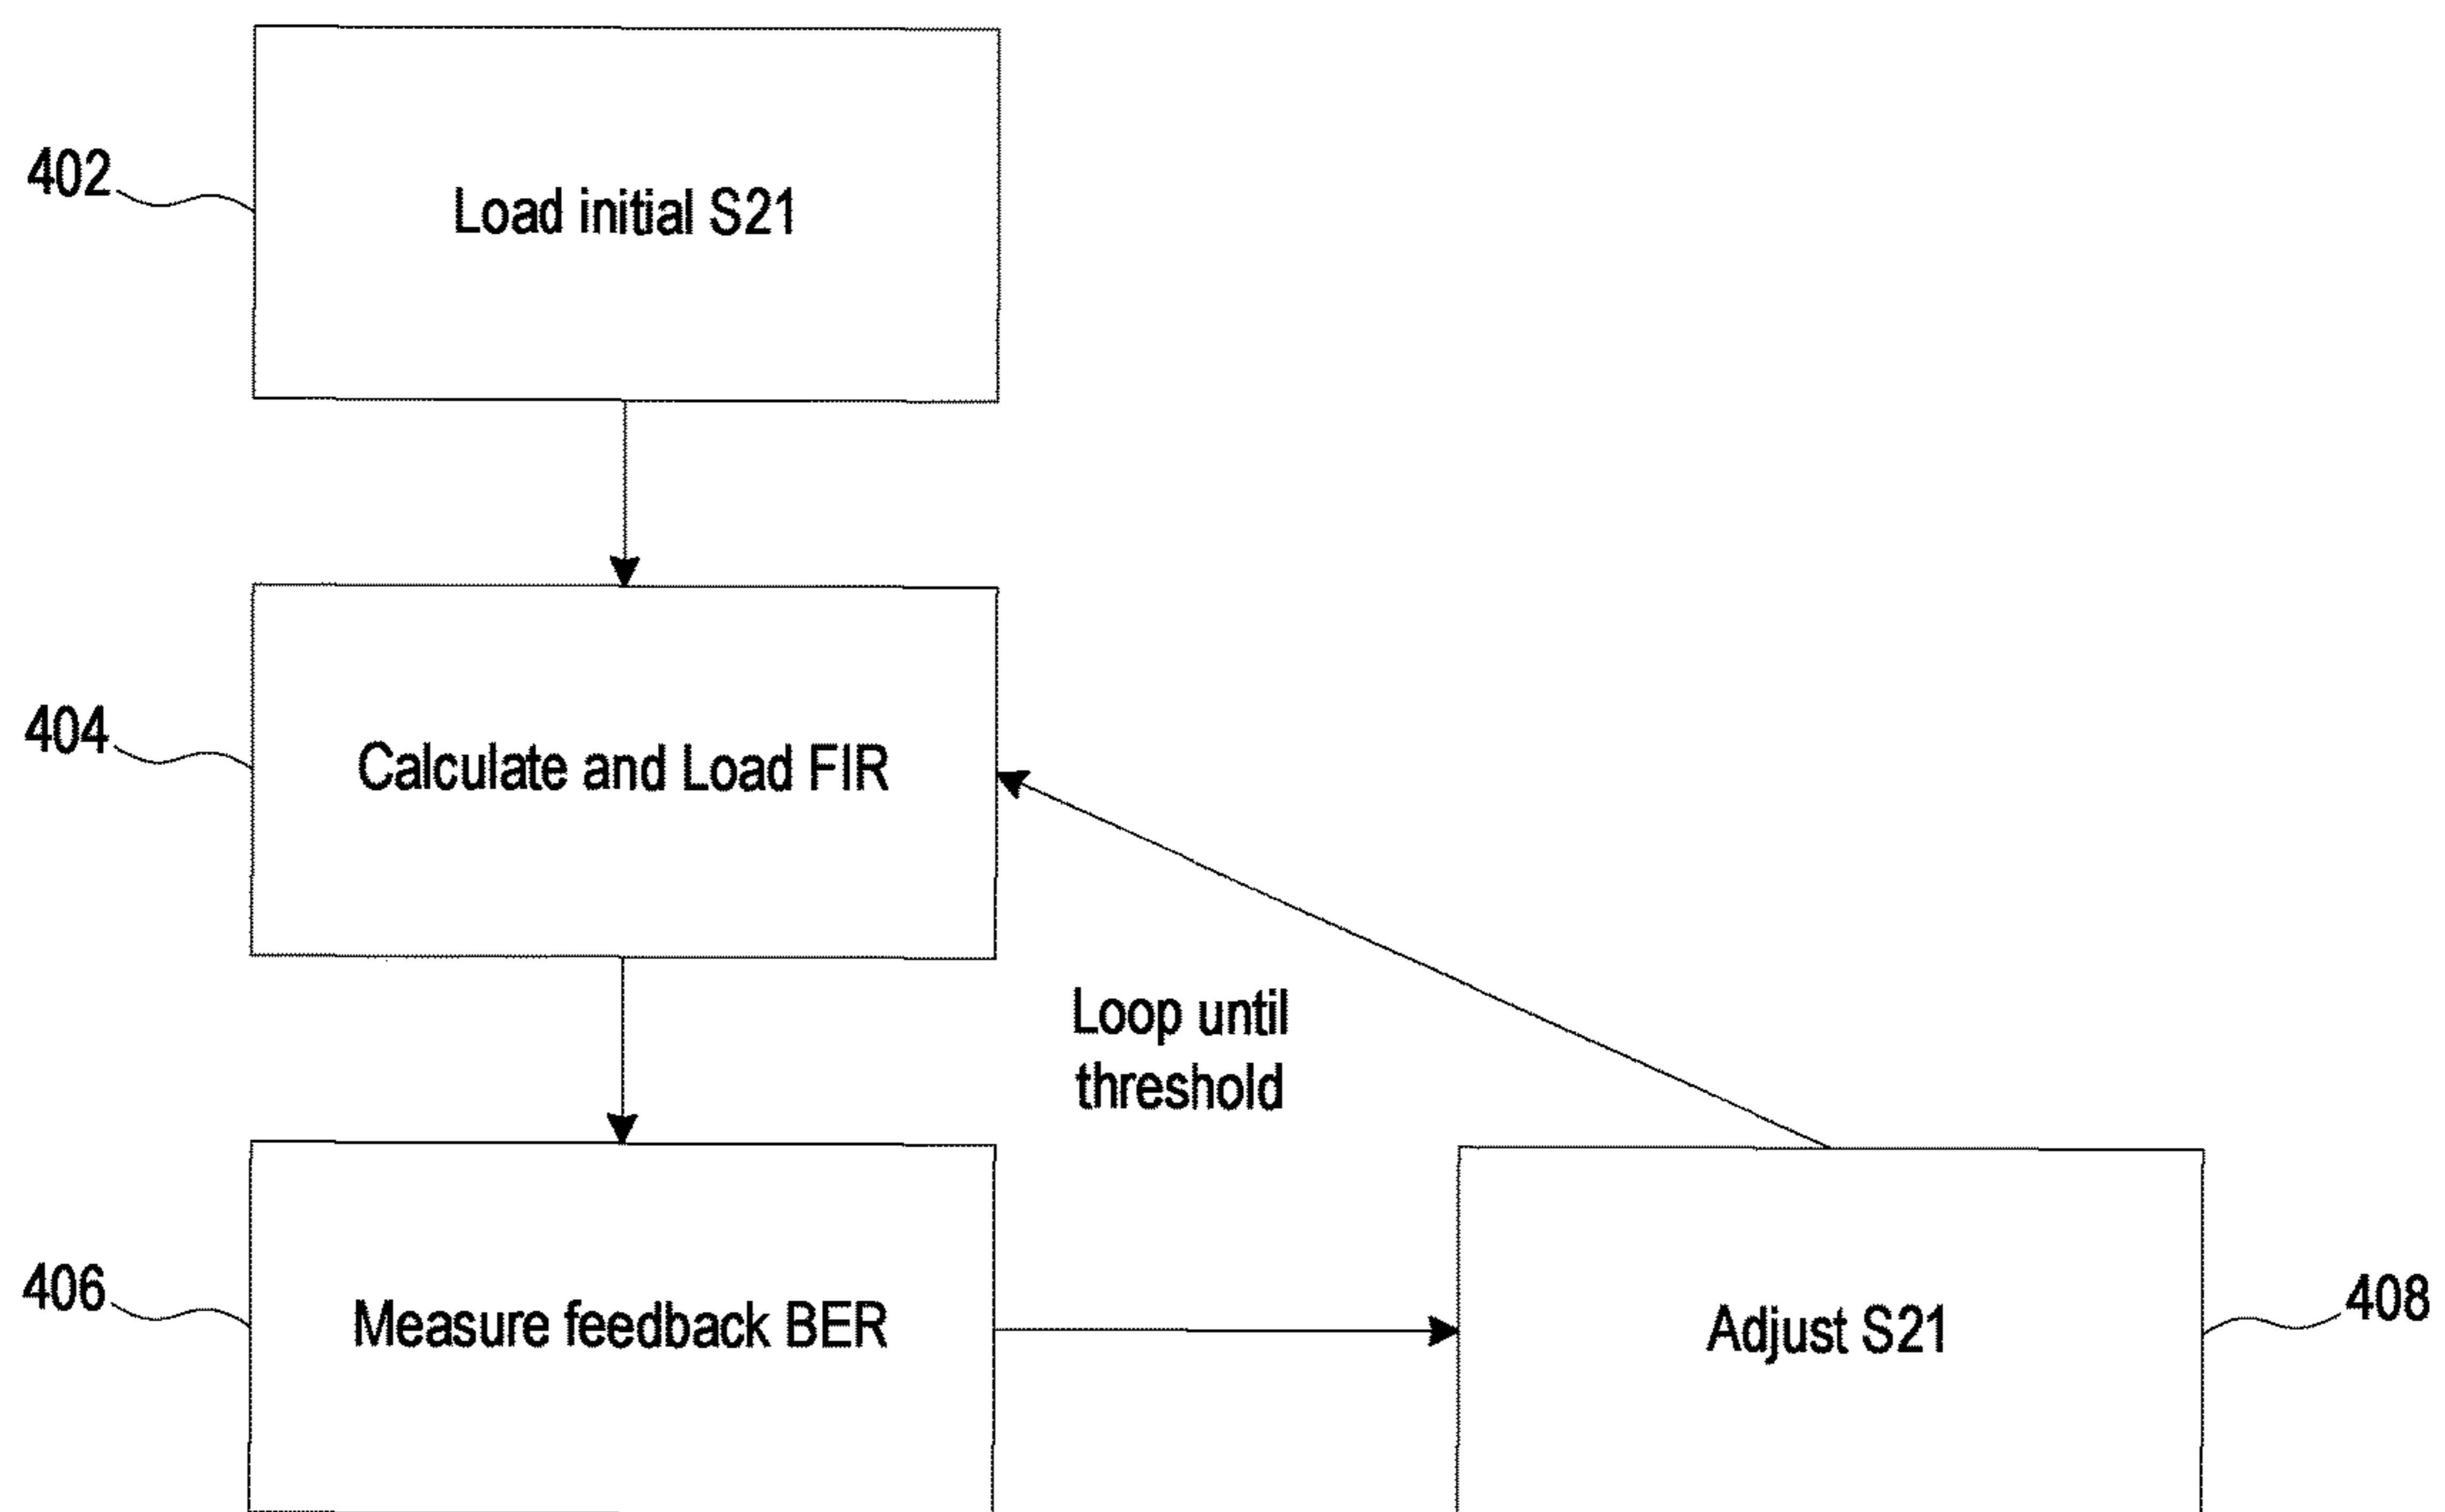 402
Load initial S21
404
Calculate and Load FIR
Loop until
threshold
406
Measure feedback BER
Adjust S21
408